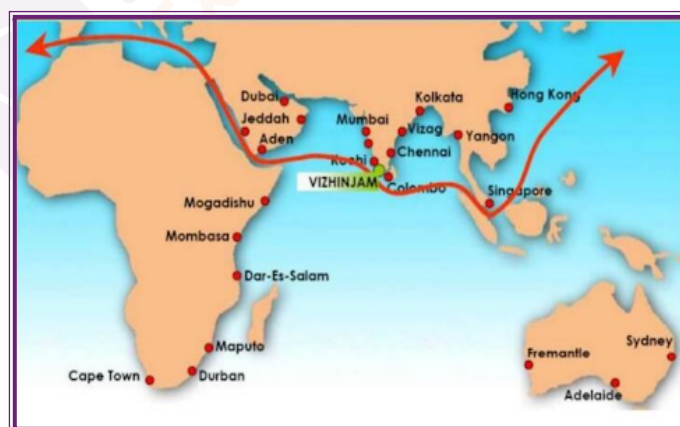 Dubai
Kolkata
Hong Kong
Jeddah
Mumbai
Vizag
Yangon
Aden
Kochi
Chennai
VIZHINJAM
Colombo
Singapore
Mogadishu
Mombasa
Dar-Es-Salam
Maputo
Sydney
Fremantle
Cape Town
Durban
Adelaide